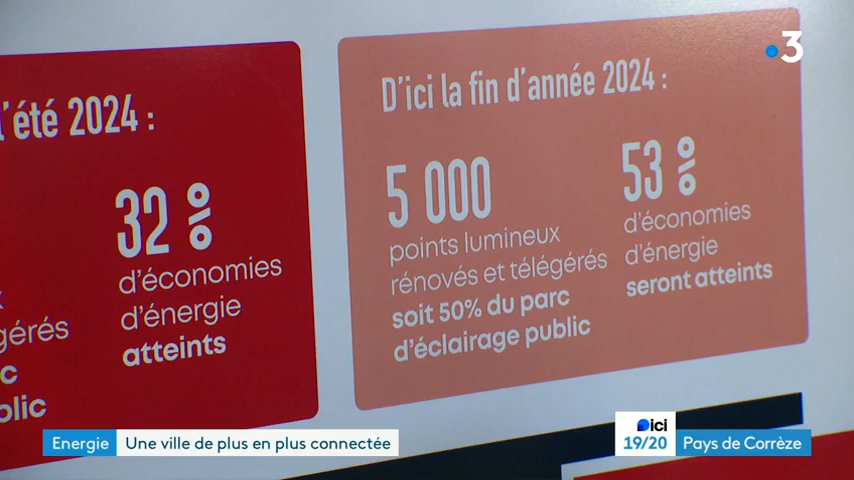 l'été 2024 :
32 %
d'économies
d'énergie
atteints
gérés
c
blic
D'ici la fin d'année 2024 :
5 000
points lumineux
rénovés et télégérés
soit 50% du parc
d'éclairage public
53 %
d'économies
d'énergie
seront atteints
3
Energie
Une ville de plus en plus connectée
ici
19/20
Pays de Corrèze